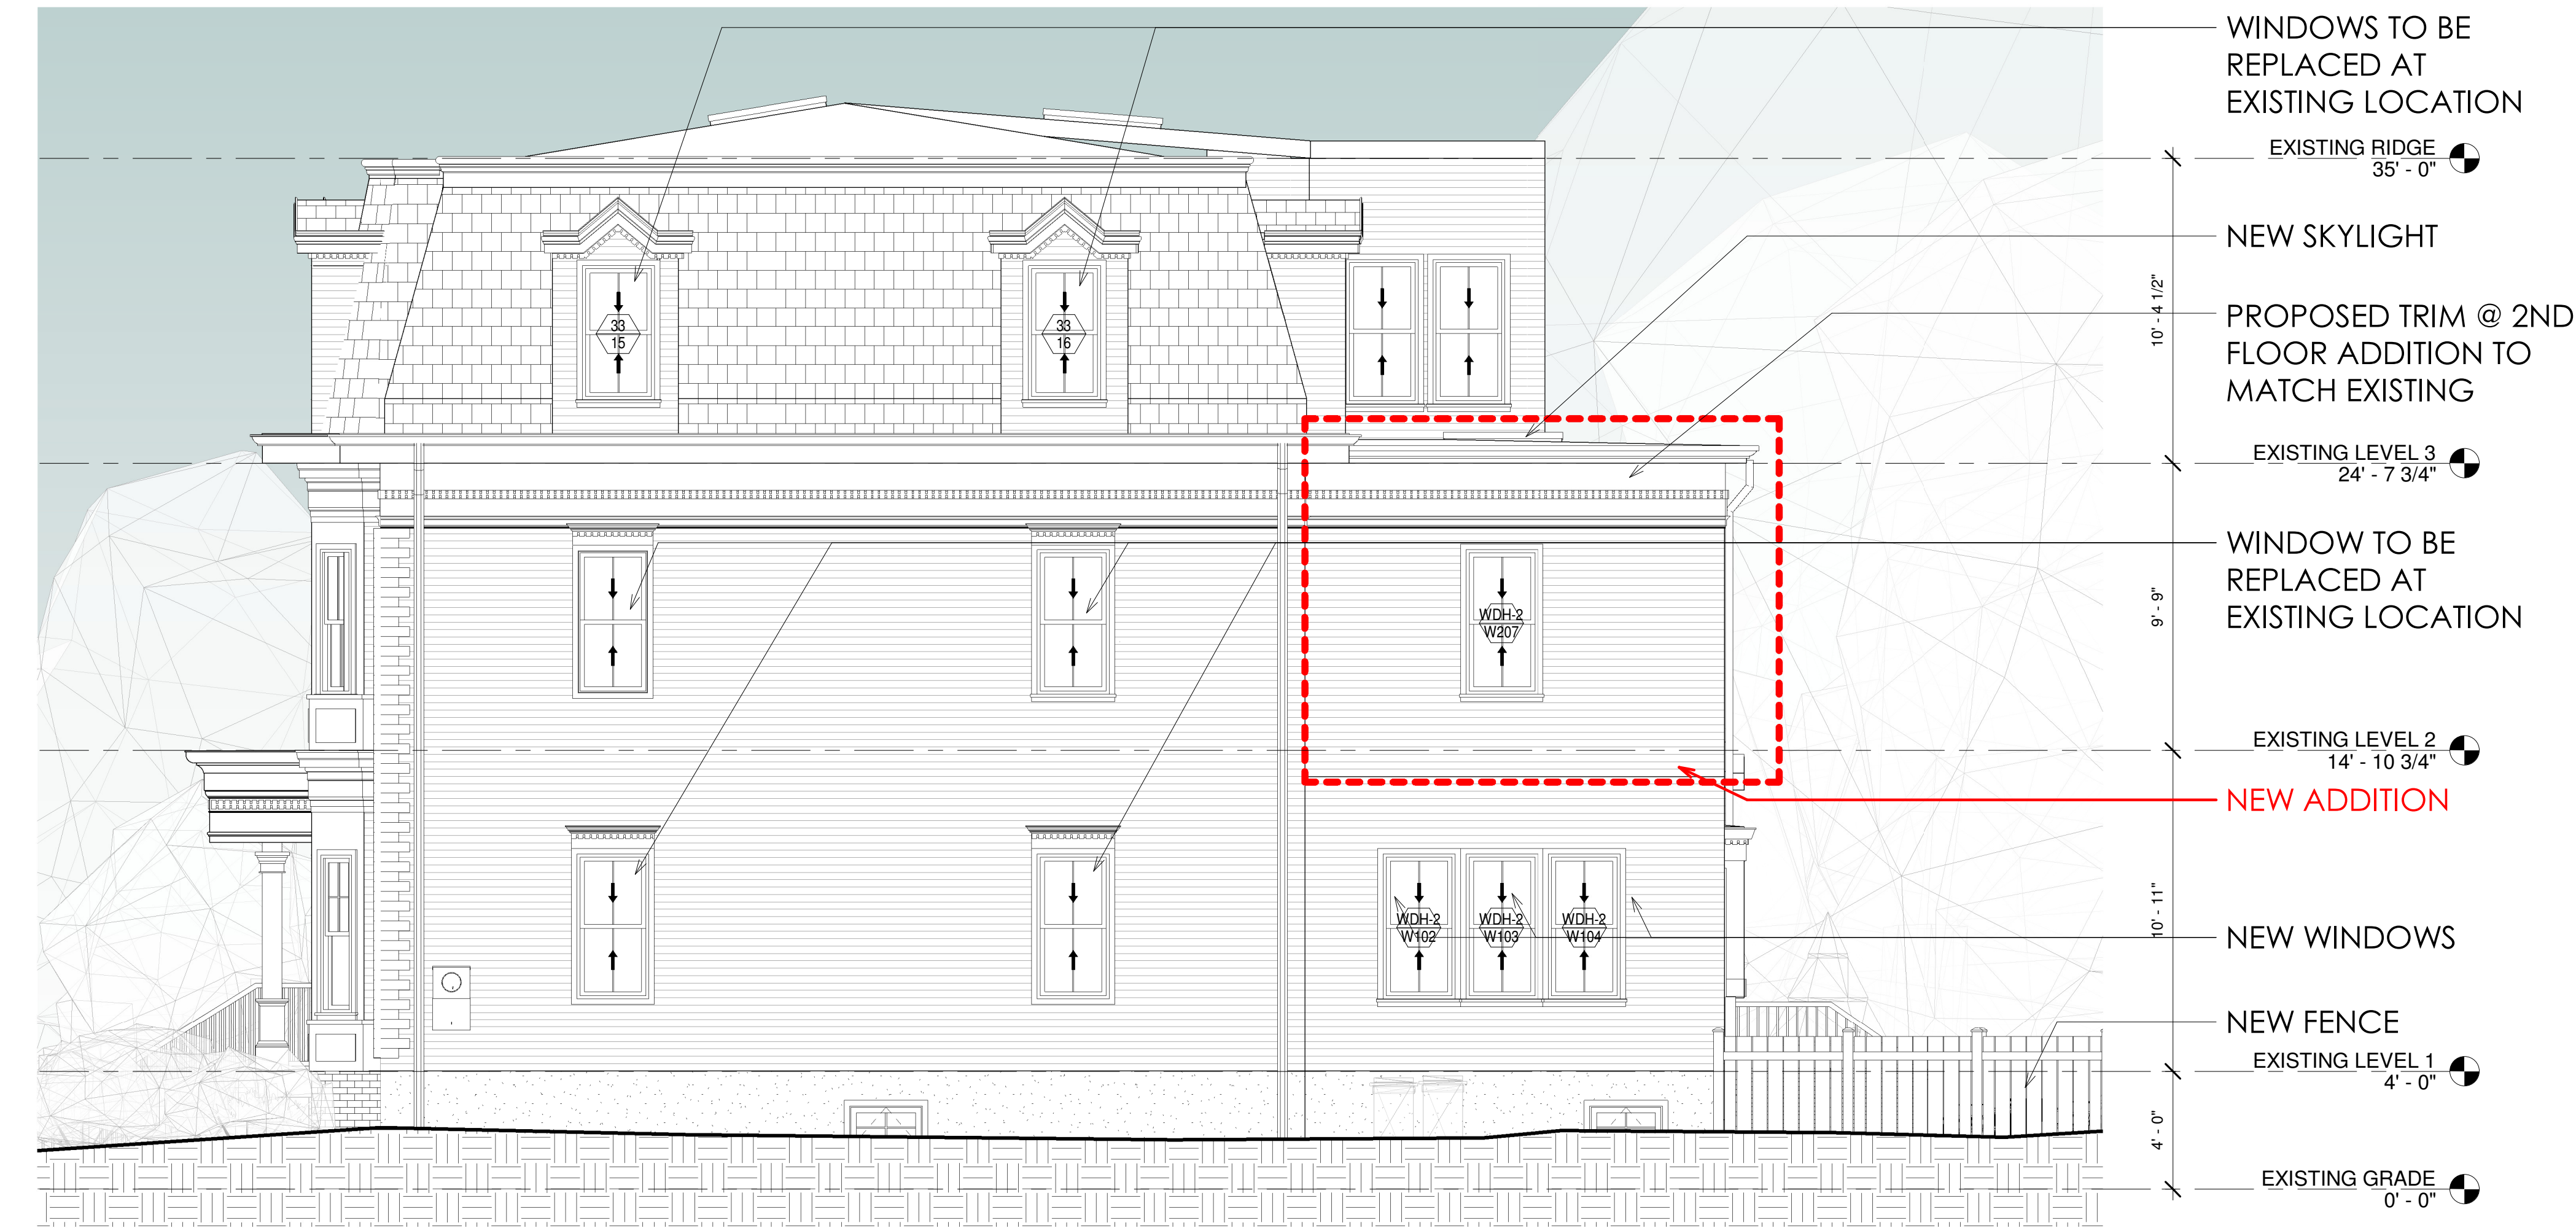 WINDOWS TO BE
REPLACED AT
EXISTING LOCATION
EXISTING RIDGE
35' - 0"
NEW SKYLIGHT
10' - 4 1/2"
PROPOSED TRIM @ 2ND
FLOOR ADDITION TO
MATCH EXISTING
33
15
33
16
EXISTING LEVEL 3
24' - 7 3/4"
WINDOW TO BE
REPLACED AT
EXISTING LOCATION
9' - 9"
WDH-2
W207
EXISTING LEVEL 2
14' - 10 3/4"
NEW ADDITION
10' - 11"
WDH-2
W102
WDH-2
W103
WDH-2
W104
NEW WINDOWS
NEW FENCE
EXISTING LEVEL 1
4' - 0"
4' - 0"
EXISTING GRADE
0' - 0"